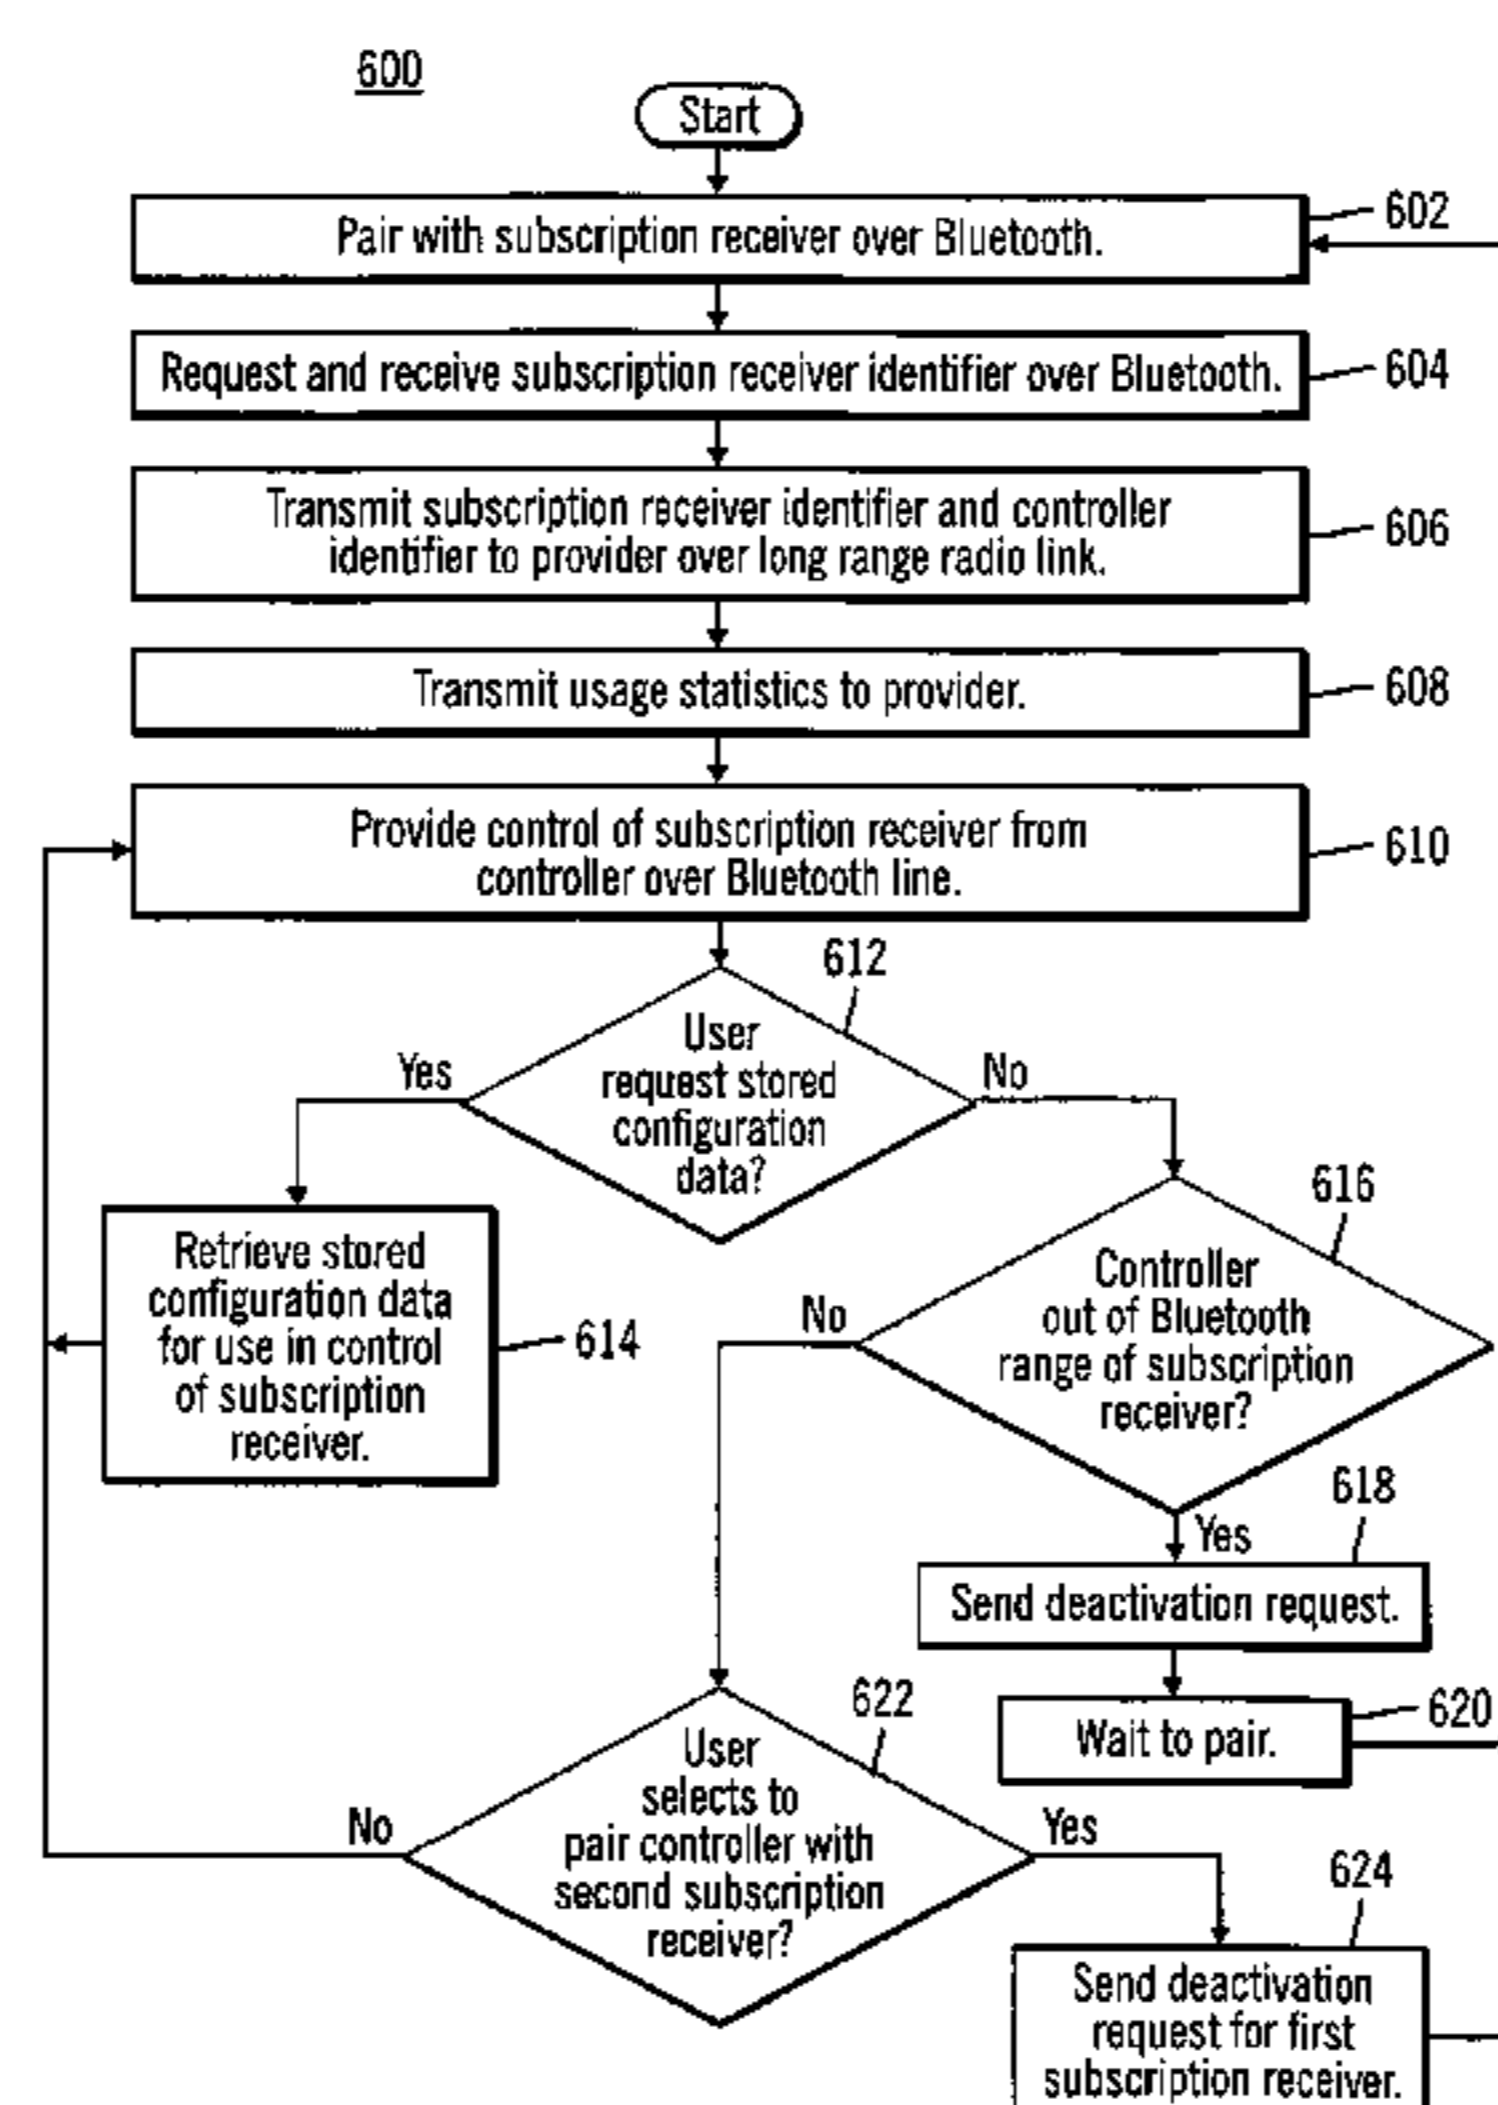 600
Start
Pair with subscription receiver over Bluetooth.
602
Request and receive subscription receiver identifier over Bluetooth.
604
Transmit subscription receiver identifier and controller
identifier to provider over long range radio link.
606
Transmit usage statistics to provider.
608
Provide control of subscription receiver from
controller over Bluetooth line.
610
612
User
request stored
configuration
data?
Yes
No
Retrieve stored
configuration data
for use in control
of subscription
receiver.
614
616
Controller
out of Bluetooth
range of subscription
receiver?
No
Yes
618
Send deactivation request.
620
Wait to pair.
622
User
selects to
pair controller with
second subscription
receiver?
No
Yes
624
Send deactivation
request for first
subscription receiver.